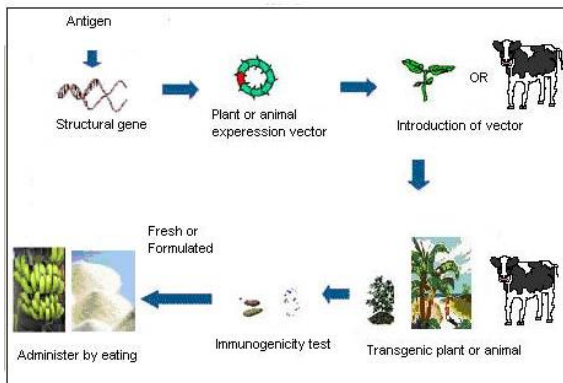 Antigen
Structural gene
Plant or animal
experession vector
OR
Introduction of vector
Fresh or
Formulated
Administer by eating
Immunogenicity test
Transgenic plant or animal